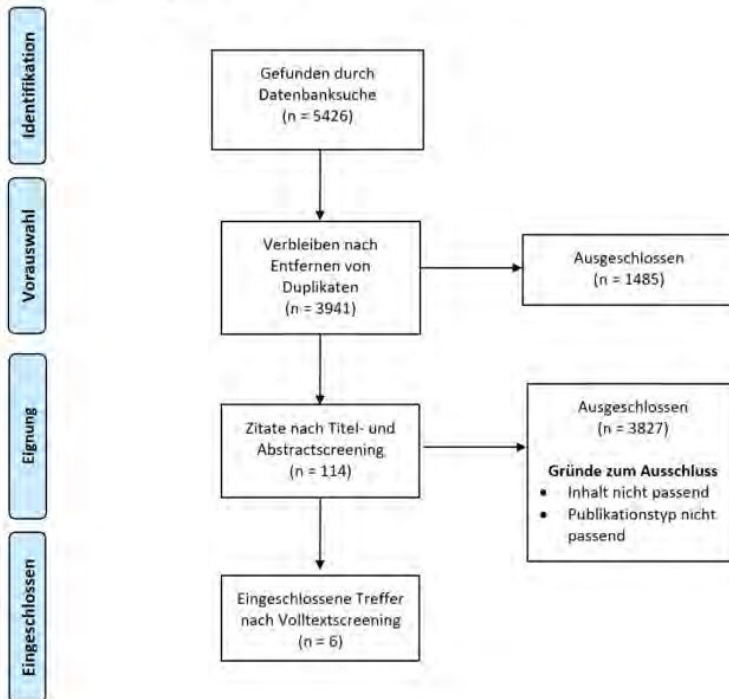 Identifikation
Gefunden durch
Datenbanksuche
(n = 5426)
Vorauswahl
Verbleiben nach
Entfernen von
Duplikaten
(n = 3941)
Ausgeschlossen
(n = 1485)
Eignung
Zitate nach Titel- und
Abstractscreening
(n = 114)
Ausgeschlossen
(n = 3827)
Gründe zum Ausschluss
• Inhalt nicht passend
• Publikationstyp nicht
passend
Eingeschlossen
Eingeschlossene Treffer
nach Volltextscreening
(n = 6)